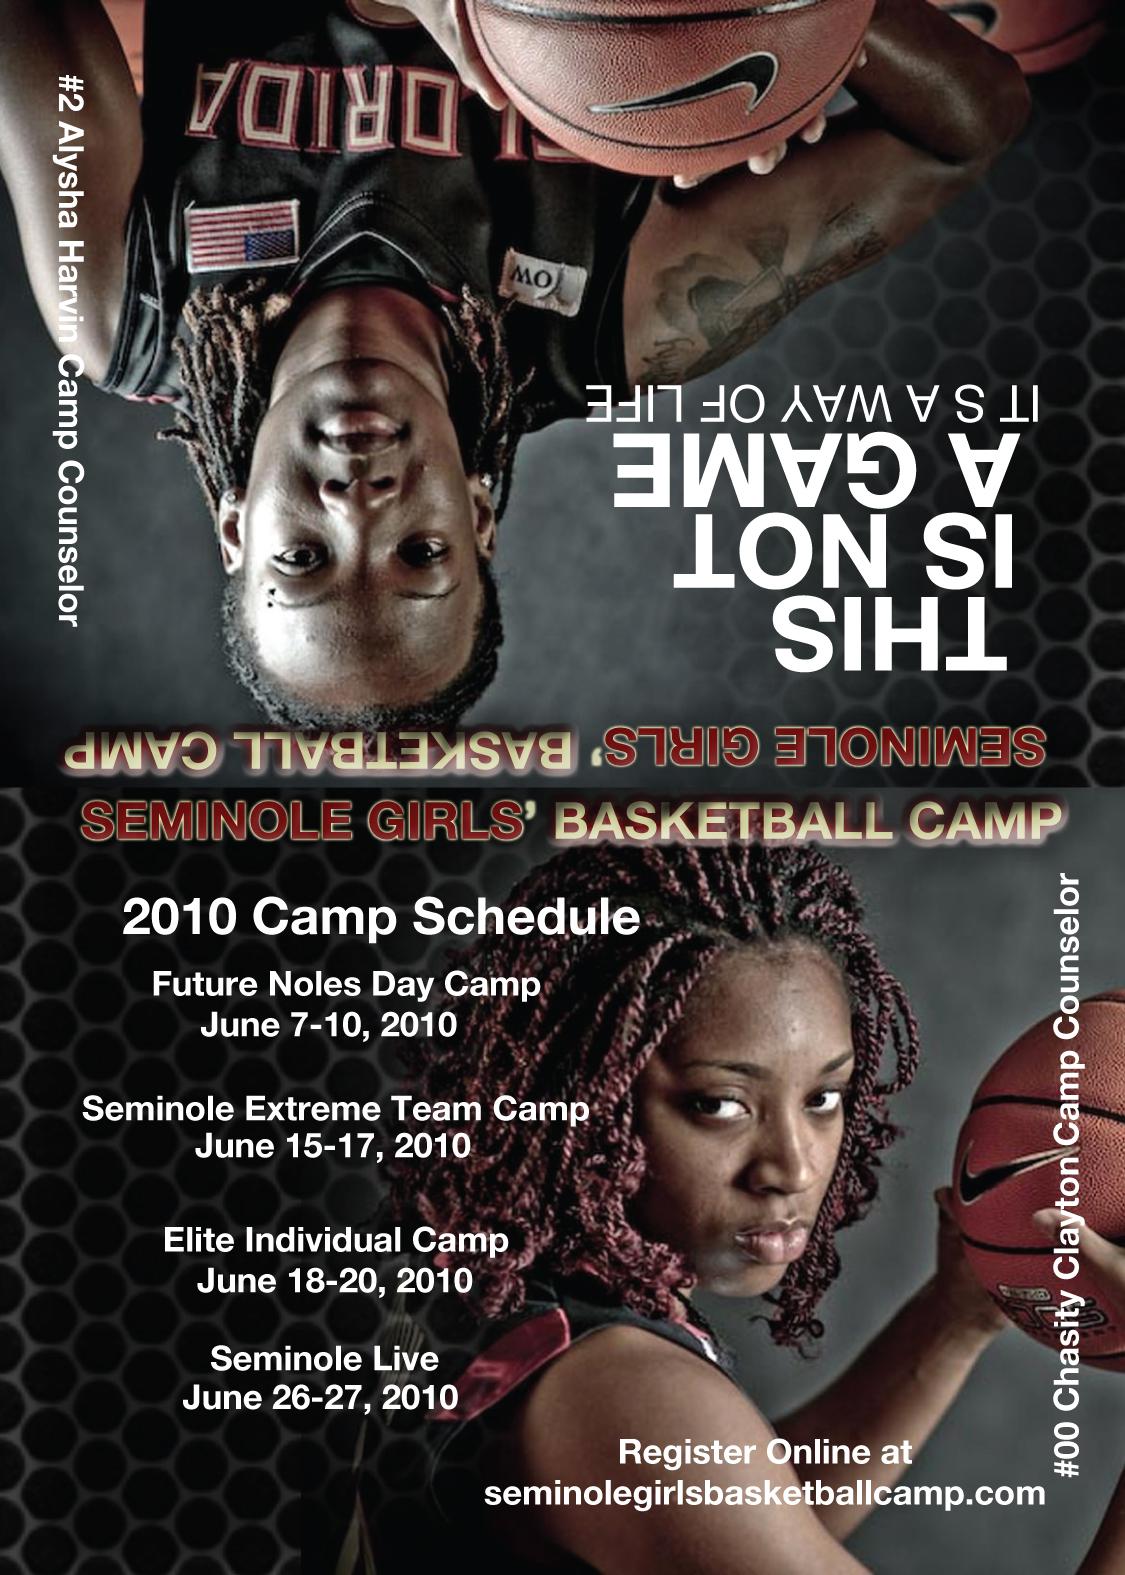 #2 Alysha Harvin Camp Counselor
FLORIDA
THIS
IS NOT
A GAME
IT'S A WAY OF LIFE
SEMINOLE GIRLS' BASKETBALL CAMP
SEMINOLE GIRLS' BASKETBALL CAMP
2010 Camp Schedule
Future Noles Day Camp
June 7-10, 2010
Seminole Extreme Team Camp
June 15-17, 2010
Elite Individual Camp
June 18-20, 2010
Seminole Live
June 26-27, 2010
Register Online at
seminolegirlsbasketballcamp.com
#00 Chasity Clayton Camp Counselor